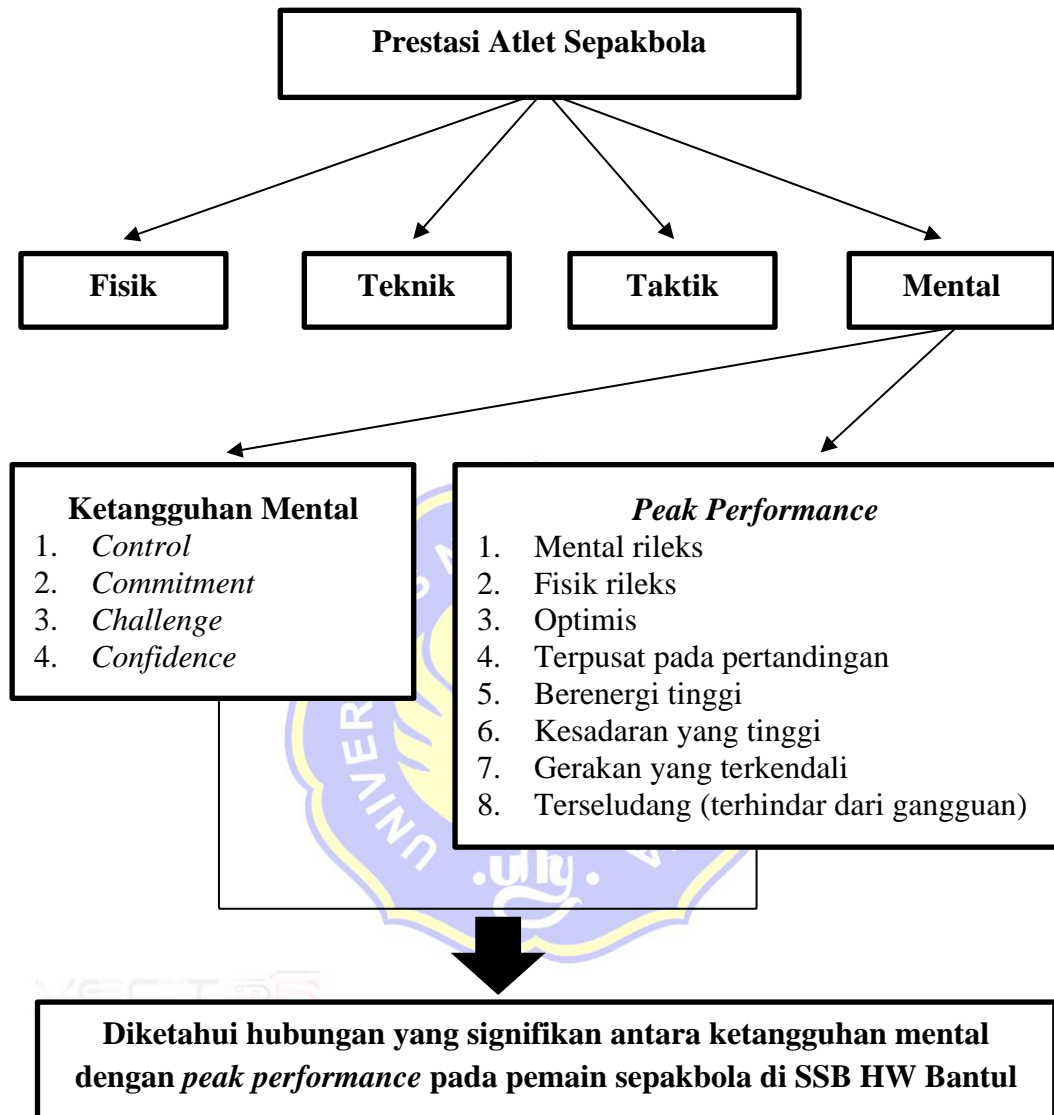 Prestasi Atlet Sepakbola
Fisik
Teknik
Taktik
Mental
Ketangguhan Mental
1. Control
2. Commitment
3. Challenge
4. Confidence
Peak Performance
1. Mental rileks
2. Fisik rileks
3. Optimis
4. Terpusat pada pertandingan
5. Berenergi tinggi
6. Kesadaran yang tinggi
7. Gerakan yang terkendali
8. Terseludang (terhindar dari gangguan)
uny
Diketahui hubungan yang signifikan antara ketangguhan mental
dengan peak performance pada pemain sepakbola di SSB HW Bantul